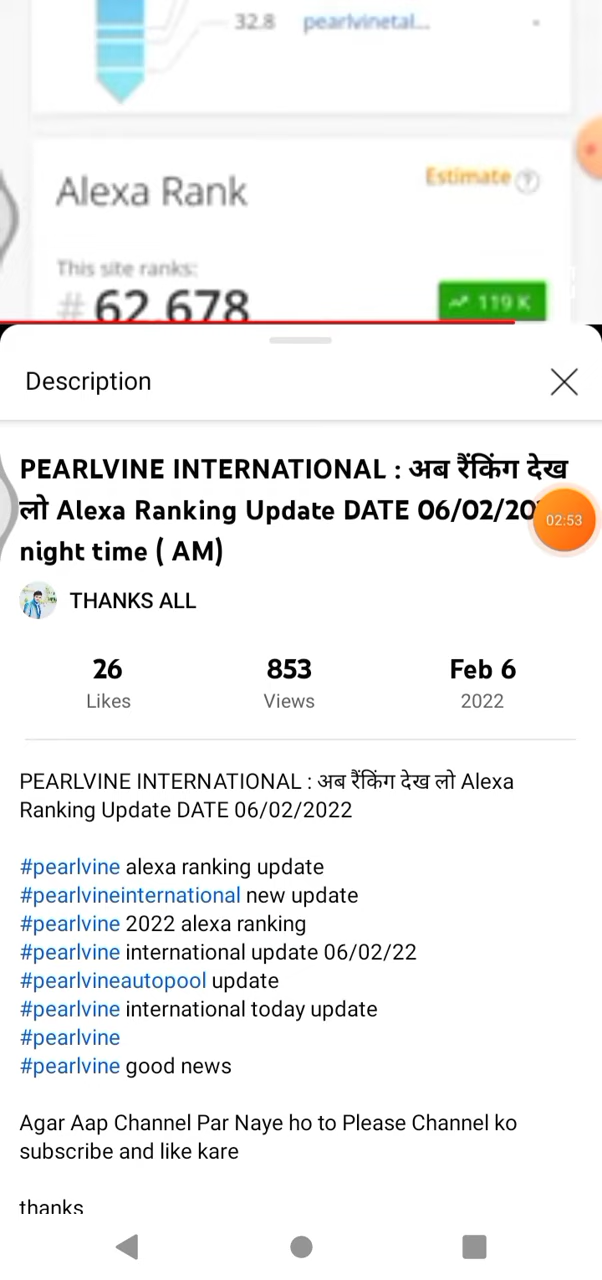 32.8 pearlvinetal...
Alexa Rank
Estimate ?
This site ranks:
# 62,678
119 K
Description
PEARLVINE INTERNATIONAL : अब रैंकिंग देख
लो Alexa Ranking Update DATE 06/02/20
02:53
night time ( AM)
THANKS ALL
26 853 Feb 6
Likes Views 2022
PEARLVINE INTERNATIONAL : अब रैंकिंग देख लो Alexa
Ranking Update DATE 06/02/2022
#pearlvine alexa ranking update
#pearlvineinternational new update
#pearlvine 2022 alexa ranking
#pearlvine international update 06/02/22
#pearlvineautopool update
#pearlvine international today update
#pearlvine
#pearlvine good news
Agar Aap Channel Par Naye ho to Please Channel ko
subscribe and like kare
thanks